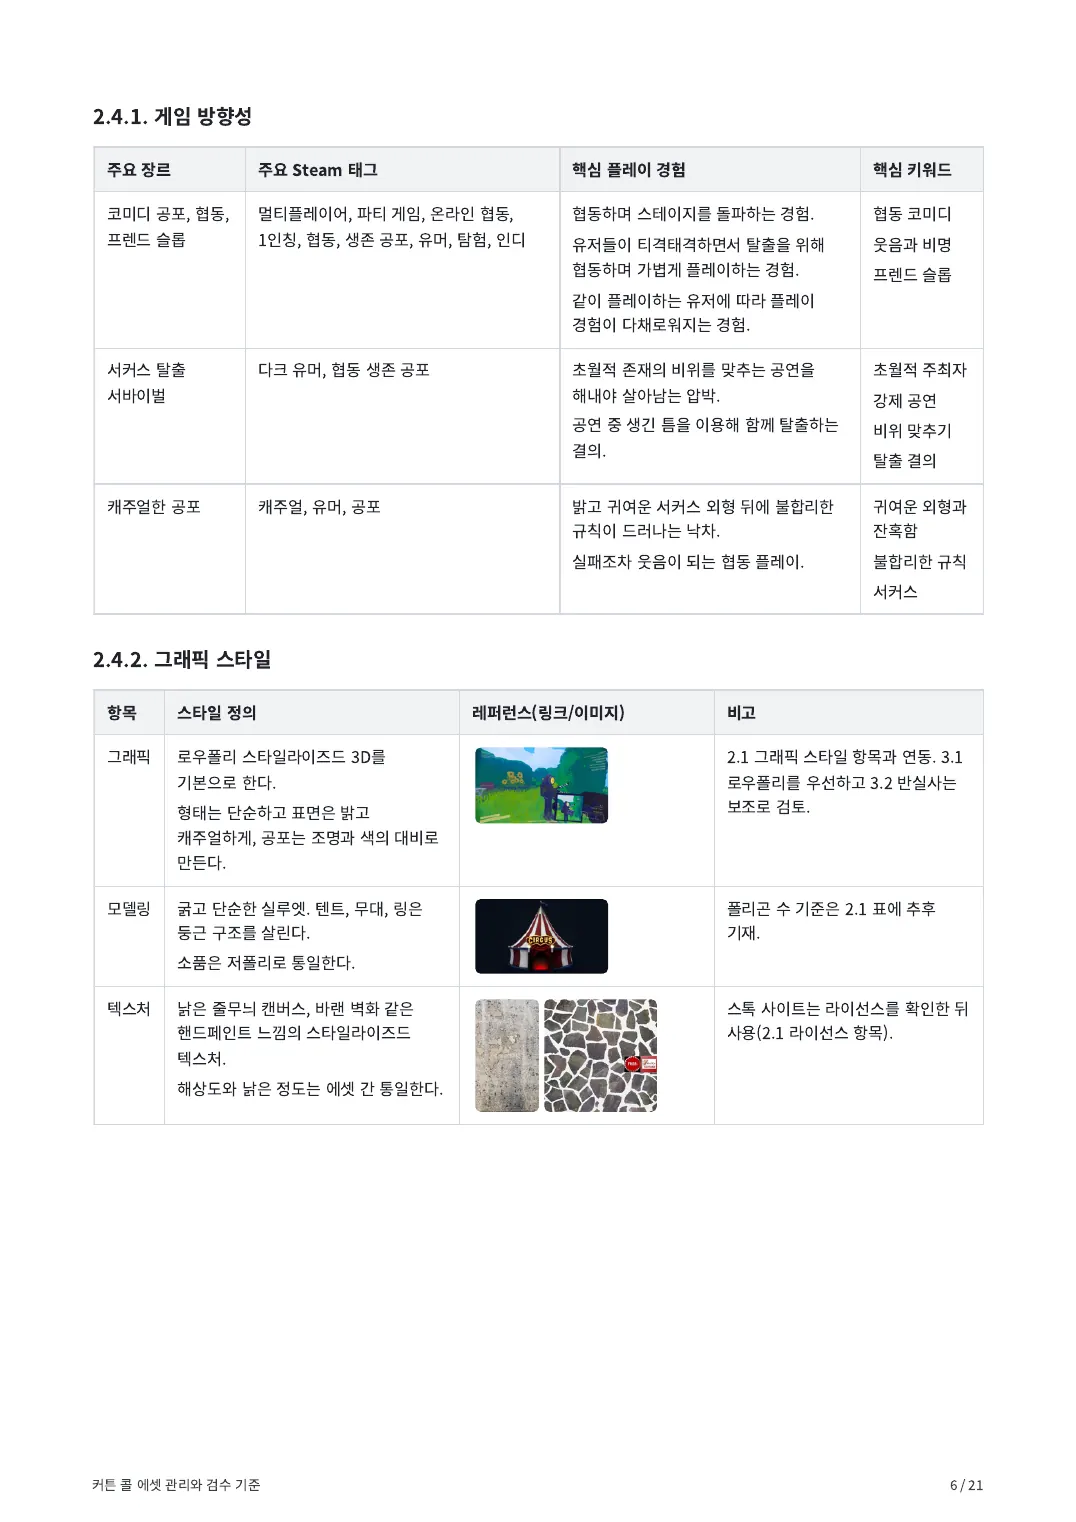 2.4.1. 게임 방향성
주요 장르
주요 Steam 태그
핵심 플레이 경험
핵심 키워드
코미디 공포, 협동,
프렌드 슬롭
멀티플레이어, 파티 게임, 온라인 협동,
1인칭, 협동, 생존 공포, 유머, 탐험, 인디
협동하며 스테이지를 돌파하는 경험.
유저들이 티격태격하면서 탈출을 위해
협동하며 가볍게 플레이하는 경험.
같이 플레이하는 유저에 따라 플레이
경험이 다채로워지는 경험.
협동 코미디
웃음과 비명
프렌드 슬롭
서커스 탈출
서바이벌
다크 유머, 협동 생존 공포
초월적 존재의 비위를 맞추는 공연을
해내야 살아남는 압박.
공연 중 생긴 틈을 이용해 함께 탈출하는
결의.
초월적 주최자
강제 공연
비위 맞추기
탈출 결의
캐주얼한 공포
캐주얼, 유머, 공포
밝고 귀여운 서커스 외형 뒤에 불합리한
규칙이 드러나는 낙차.
실패조차 웃음이 되는 협동 플레이.
귀여운 외형과
잔혹함
불합리한 규칙
서커스
2.4.2. 그래픽 스타일
항목
스타일 정의
레퍼런스(링크/이미지)
비고
그래픽
로우폴리 스타일라이즈드 3D를
기본으로 한다.
형태는 단순하고 표면은 밝고
캐주얼하게, 공포는 조명과 색의 대비로
만든다.
2.1 그래픽 스타일 항목과 연동. 3.1
로우폴리를 우선하고 3.2 반실사는
보조로 검토.
모델링
굵고 단순한 실루엣. 텐트, 무대, 링은
둥근 구조를 살린다.
소품은 저폴리로 통일한다.
CIRCUS
폴리곤 수 기준은 2.1 표에 추후
기재.
텍스처
낡은 줄무늬 캔버스, 바랜 벽화 같은
핸드페인트 느낌의 스타일라이즈드
텍스처.
해상도와 낡은 정도는 에셋 간 통일한다.
스톡 사이트는 라이선스를 확인한 뒤
사용(2.1 라이선스 항목).
커튼 콜 에셋 관리와 검수 기준
6 / 21